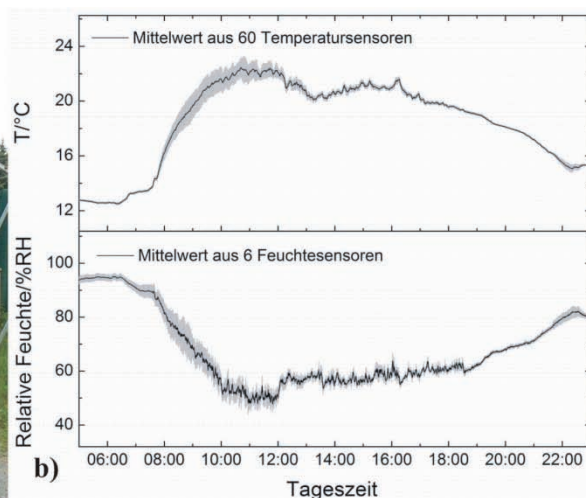 Mittelwert aus 60 Temperatursensoren
T/°C
24
20
16
12
Mittelwert aus 6 Feuchtesensoren
Relative Feuchte/%RH
100
80
60
40
b)
06:00 08:00 10:00 12:00 14:00 16:00 18:00 20:00 22:00
Tageszeit